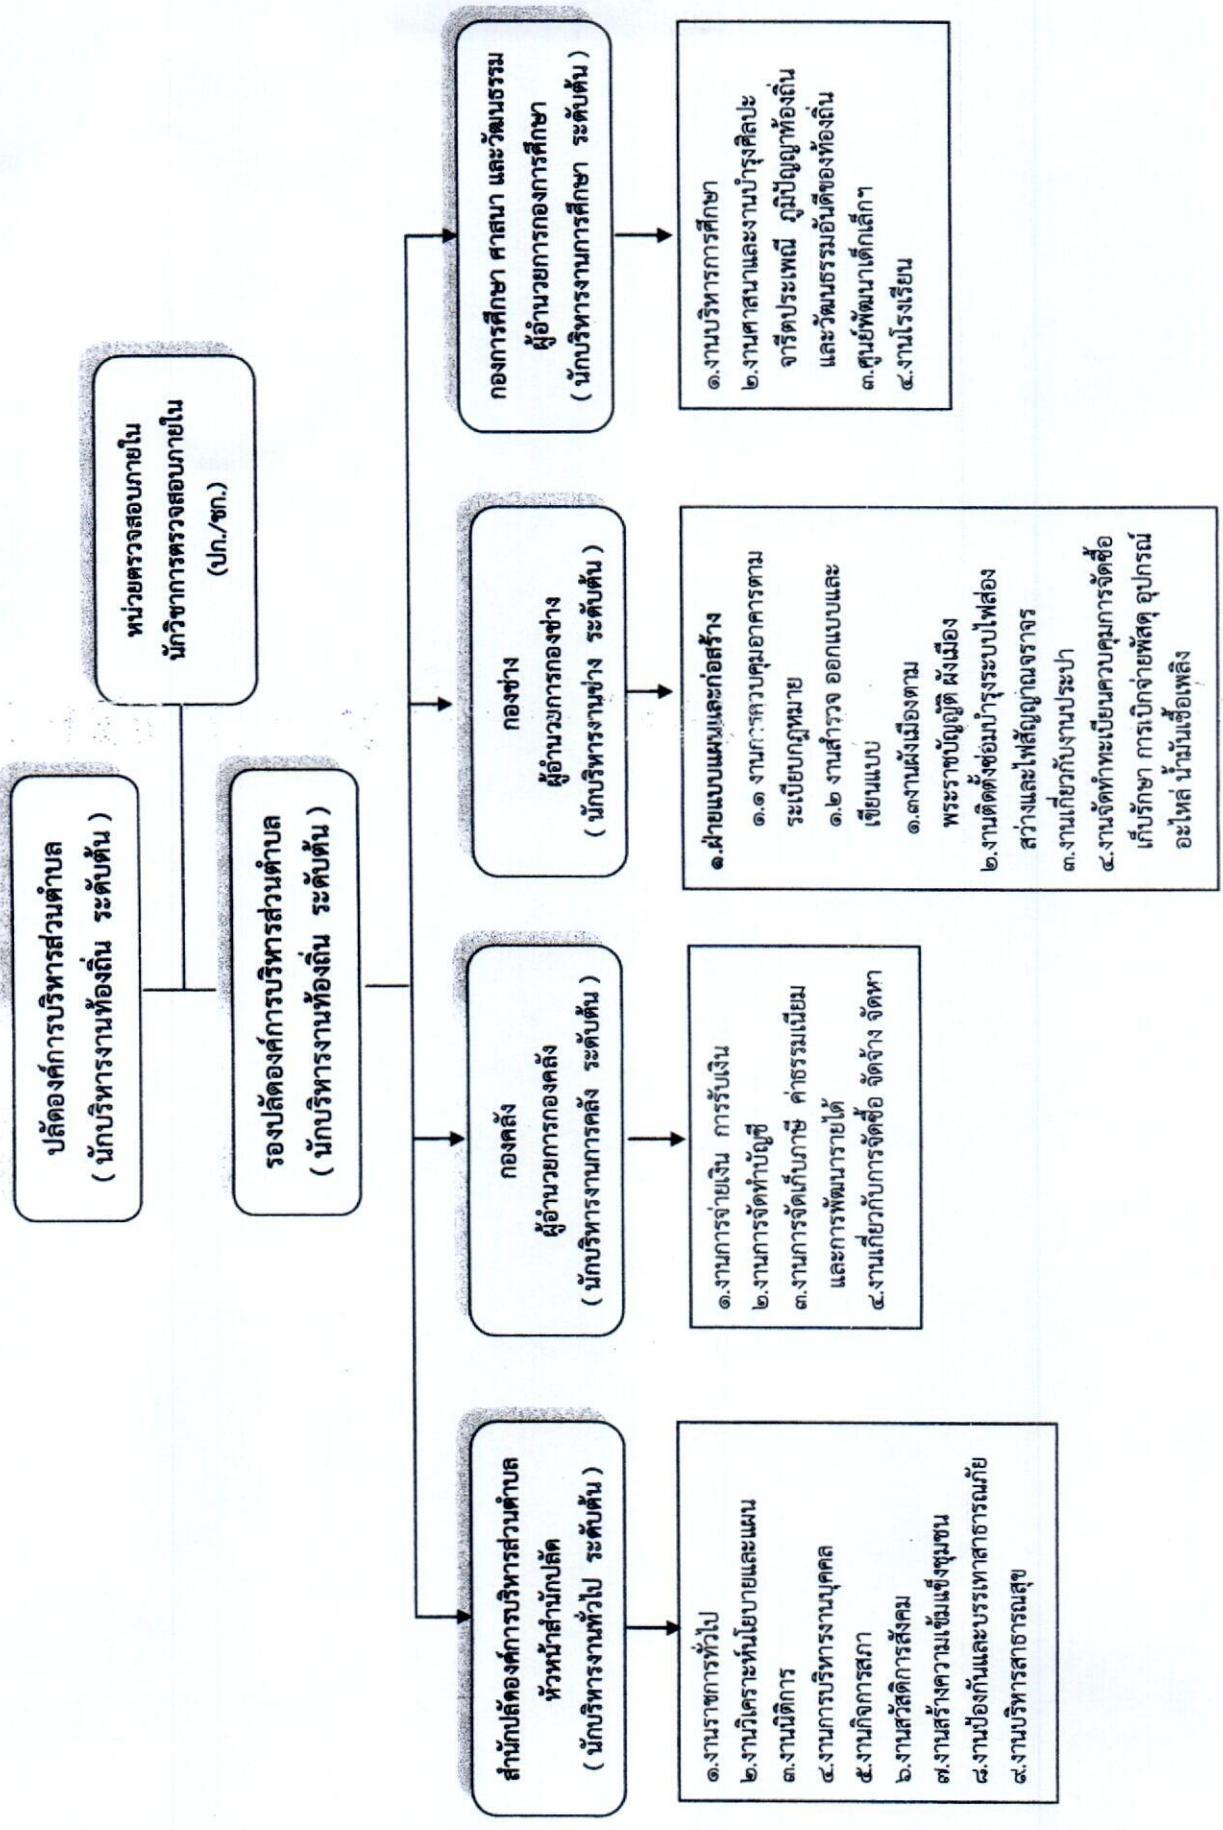 ปลัดองค์การบริหารส่วนตำบล
( นักบริหารงานท้องถิ่น ระดับต้น )
หน่วยตรวจสอบภายใน
นักวิชาการตรวจสอบภายใน
(ปก./ชก.)
รองปลัดองค์การบริหารส่วนตำบล
( นักบริหารงานท้องถิ่น ระดับต้น )
สำนักปลัดองค์การบริหารส่วนตำบล
หัวหน้าสำนักปลัด
( นักบริหารงานทั่วไป ระดับต้น )
๑.งานราชการทั่วไป
๒.งานวิเคราะห์นโยบายและแผน
๓.งานนิติการ
๔.งานการบริหารงานบุคคล
๕.งานกิจการสภา
๖.งานสวัสดิการสังคม
๗.งานสร้างความเข้มแข็งชุมชน
๘.งานป้องกันและบรรเทาสาธารณภัย
๙.งานบริหารสาธารณสุข
กองคลัง
ผู้อำนวยการกองคลัง
( นักบริหารงานการคลัง ระดับต้น )
๑.งานการจ่ายเงิน การรับเงิน
๒.งานการจัดทำบัญชี
๓.งานการจัดเก็บภาษี ค่าธรรมเนียม
และการพัฒนารายได้
๔.งานเกี่ยวกับการจัดซื้อ จัดจ้าง จัดหา
กองช่าง
ผู้อำนวยการกองช่าง
( นักบริหารงานช่าง ระดับต้น )
๑.ฝ่ายแบบแผนและก่อสร้าง
๑.๑ งานการควบคุมอาคารตาม
ระเบียบกฎหมาย
๑.๒ งานสำรวจ ออกแบบและ
เขียนแบบ
๑.๓งานผังเมืองตาม
พระราชบัญญัติ ผังเมือง
๒.งานติดตั้งซ่อมบำรุงระบบไฟส่อง
สว่างและไฟสัญญาณจราจร
๓.งานเกี่ยวกับงานประปา
๔.งานจัดทำทะเบียนควบคุมการจัดซื้อ
เก็บรักษา การเบิกจ่ายพัสดุ อุปกรณ์
อะไหล่ น้ำมันเชื้อเพลิง
กองการศึกษา ศาสนา และวัฒนธรรม
ผู้อำนวยการกองการศึกษา
( นักบริหารงานการศึกษา ระดับต้น )
๑.งานบริหารการศึกษา
๒.งานศาสนาและงานบำรุงศิลปะ
จารีตประเพณี ภูมิปัญญาท้องถิ่น
และวัฒนธรรมอันดีของท้องถิ่น
๓.ศูนย์พัฒนาเด็กเล็กฯ
๔.งานโรงเรียน